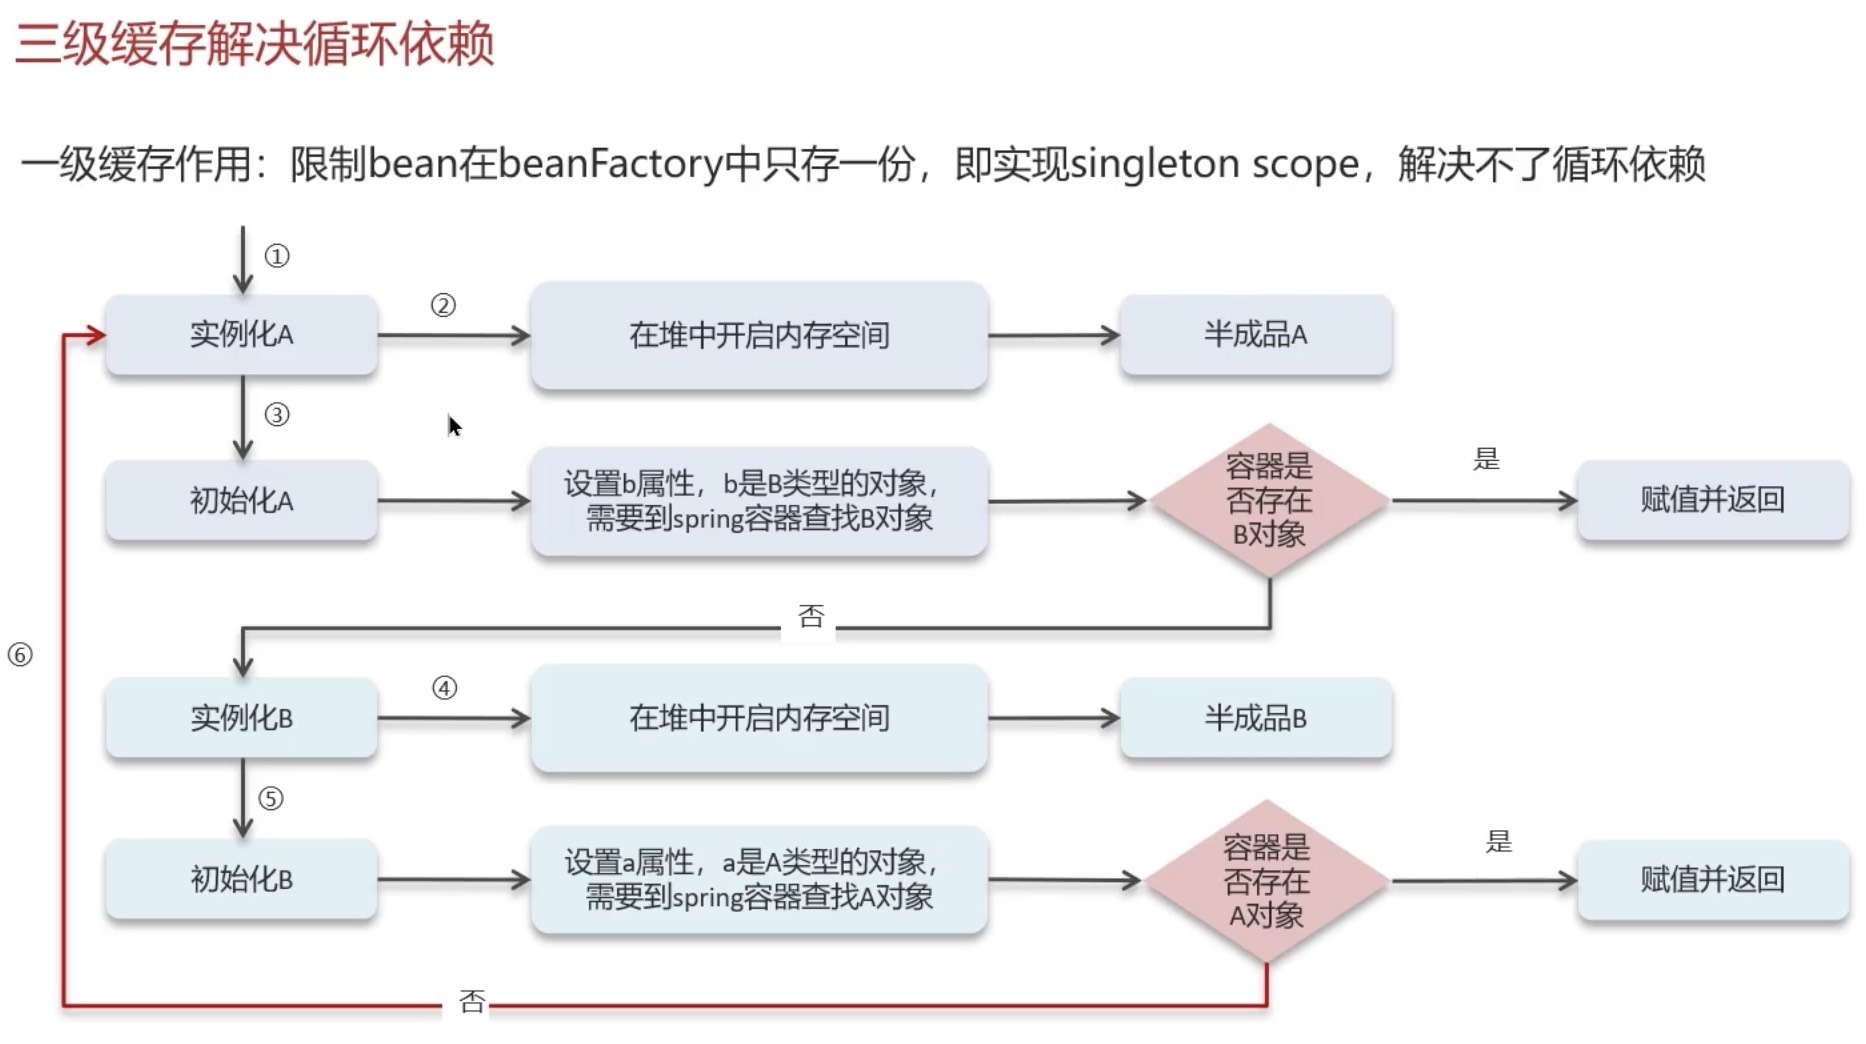 三级缓存解决循环依赖
一级缓存作用：限制bean在beanFactory中只存一份，即实现singleton scope，解决不了循环依赖
①
实例化A
②
在堆中开启内存空间
半成品A
③
初始化A
设置b属性，b是B类型的对象，
需要到spring容器查找B对象
容器是
否存在
B对象
是
赋值并返回
否
⑥
实例化B
④
在堆中开启内存空间
半成品B
⑤
初始化B
设置a属性，a是A类型的对象，
需要到spring容器查找A对象
容器是
否存在
A对象
是
赋值并返回
否